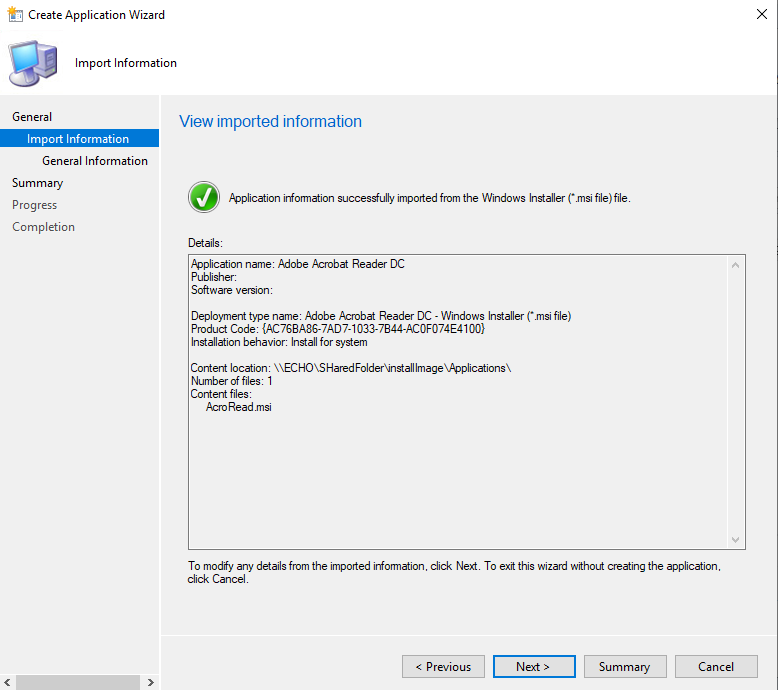 Create Application Wizard
Import Information
General
Import Information
General Information
Summary
Progress
Completion
View imported information
Application information successfully imported from the Windows Installer (*.msi file) file.
Details:
Application name: Adobe Acrobat Reader DC
Publisher:
Software version:
Deployment type name: Adobe Acrobat Reader DC - Windows Installer (*.msi file)
Product Code: {AC76BA86-7AD7-1033-7B44-AC0F074E4100}
Installation behavior: Install for system
Content location: \\ECHO\SHaredFolder\installImage\Applications\
Number of files: 1
Content files:
AcroRead.msi
To modify any details from the imported information, click Next. To exit this wizard without creating the application,
click Cancel.
< Previous
Next >
Summary
Cancel